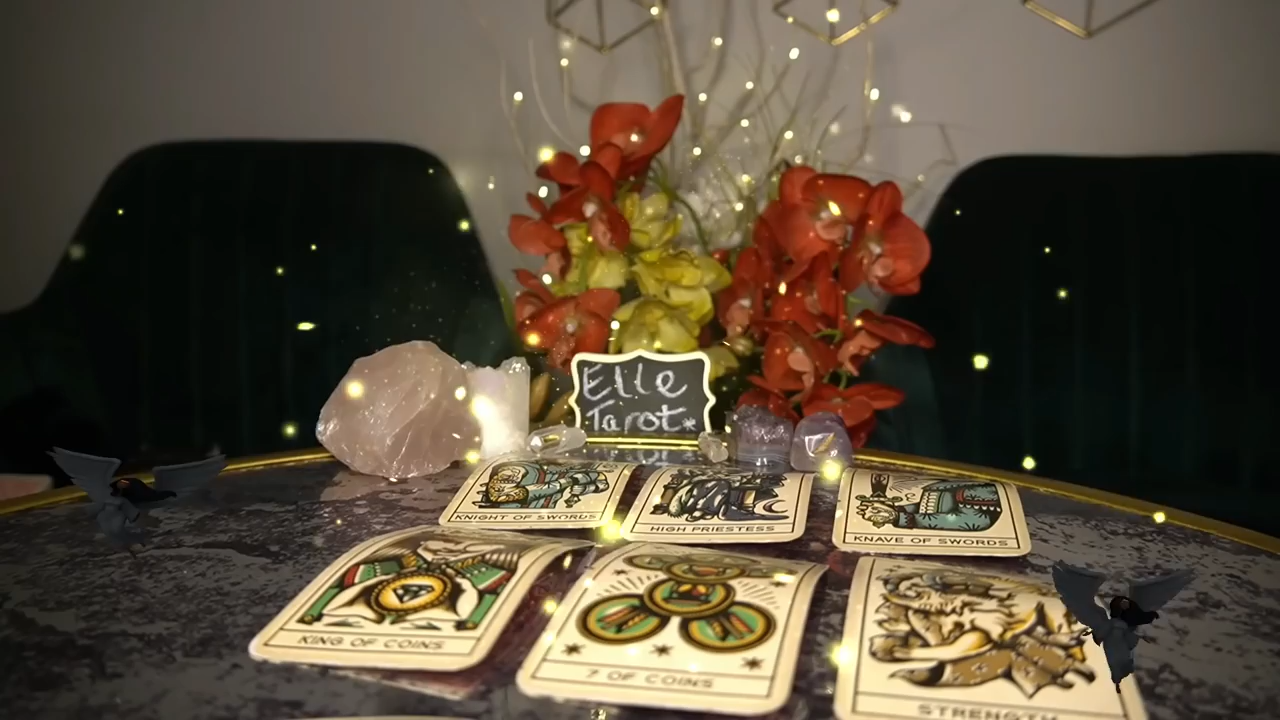 Elle
Tarot*
KNIGHT OF SWORDS
HIGH PRIESTESS
KNAVE OF SWORDS
KING OF COINS
7 OF COINS
STRENGTH